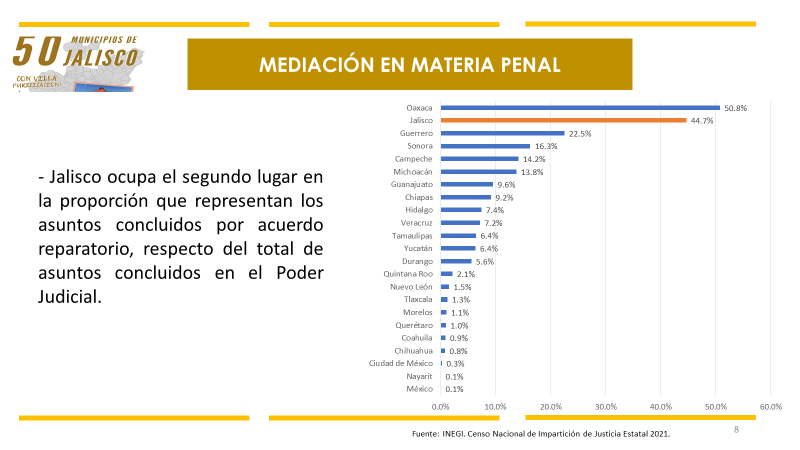 50 MUNICIPIOS DE
JALISCO
CON VILLA
MEDIACIÓN EN MATERIA PENAL
- Jalisco ocupa el segundo lugar en
la proporción que representan los
asuntos concluidos por acuerdo
reparatorio, respecto del total de
asuntos concluidos en el Poder
Judicial.
Oaxaca 50.8%
Jalisco 44.7%
Guerrero 22.5%
Sonora 16.3%
Campeche 14.2%
Michoacán 13.8%
Guanajuato 9.6%
Chiapas 9.2%
Hidalgo 7.4%
Veracruz 7.2%
Tamaulipas 6.4%
Yucatán 6.4%
Durango 5.6%
Quintana Roo 2.1%
Nuevo León 1.5%
Tlaxcala 1.3%
Morelos 1.1%
Querétaro 1.0%
Coahuila 0.9%
Chihuahua 0.8%
Ciudad de México 0.3%
Nayarit 0.1%
México 0.1%
0.0% 10.0% 20.0% 30.0% 40.0% 50.0% 60.0%
Fuente: INEGI. Censo Nacional de Impartición de Justicia Estatal 2021.
8